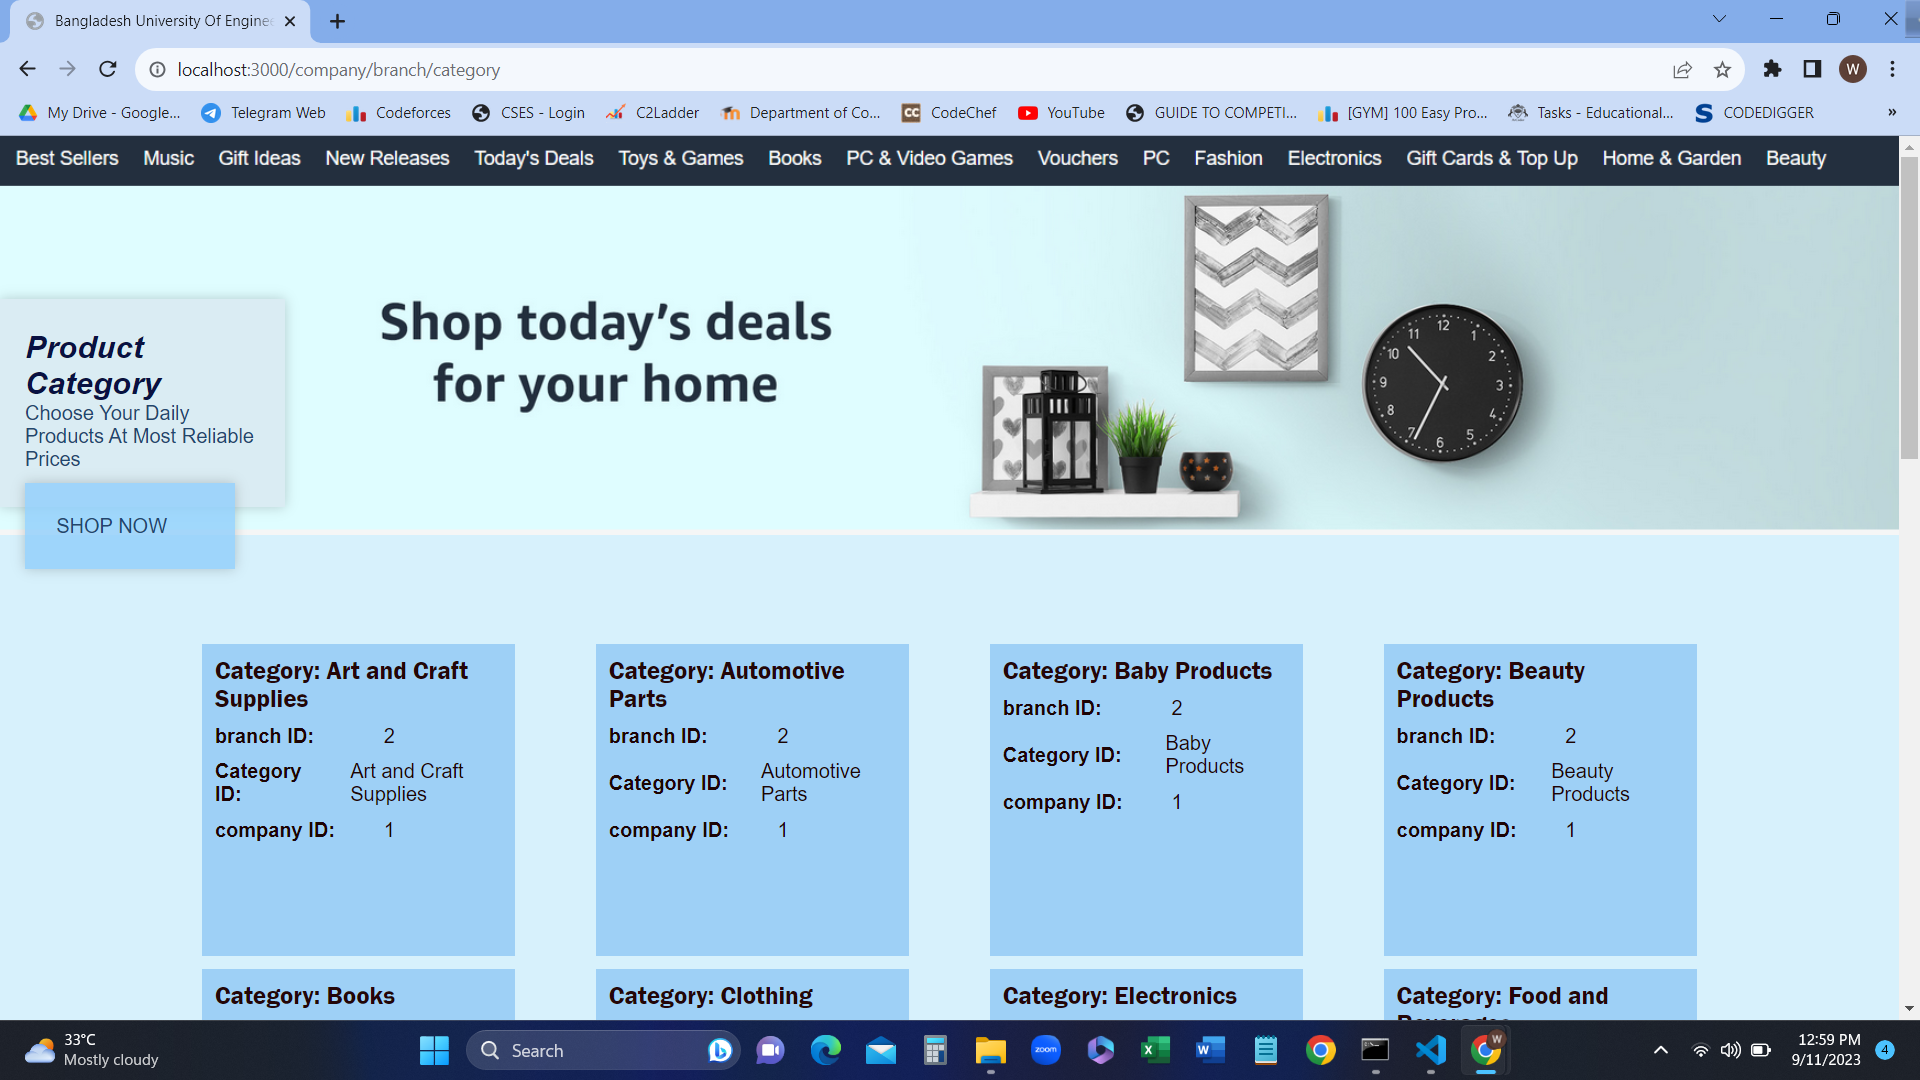 Bangladesh University Of Enginee
localhost:3000/company/branch/category
W
My Drive - Google...
Telegram Web
Codeforces
CSES - Login
C2Ladder
Department of Co...
CC
CodeChef
YouTube
GUIDE TO COMPETI...
[GYM] 100 Easy Pro...
Tasks - Educational...
S
CODEDIGGER
»
Best Sellers
Music
Gift Ideas
New Releases
Today's Deals
Toys & Games
Books
PC & Video Games
Vouchers
PC
Fashion
Electronics
Gift Cards & Top Up
Home & Garden
Beauty
Shop today's deals
for your home
12
1
2
3
4
5
6
7
8
9
10
11
Product
Category
Choose Your Daily
Products At Most Reliable
Prices
SHOP NOW
Category: Art and Craft
Supplies
branch ID: 2
Category
ID:
Art and Craft
Supplies
company ID: 1
Category: Automotive
Parts
branch ID: 2
Category ID:
Automotive
Parts
company ID: 1
Category: Baby Products
branch ID: 2
Category ID:
Baby
Products
company ID: 1
Category: Beauty
Products
branch ID: 2
Category ID:
Beauty
Products
company ID: 1
Category: Books
Category: Clothing
Category: Electronics
Category: Food and
33°C
Mostly cloudy
Search
zoom
W
12:59 PM
9/11/2023
4